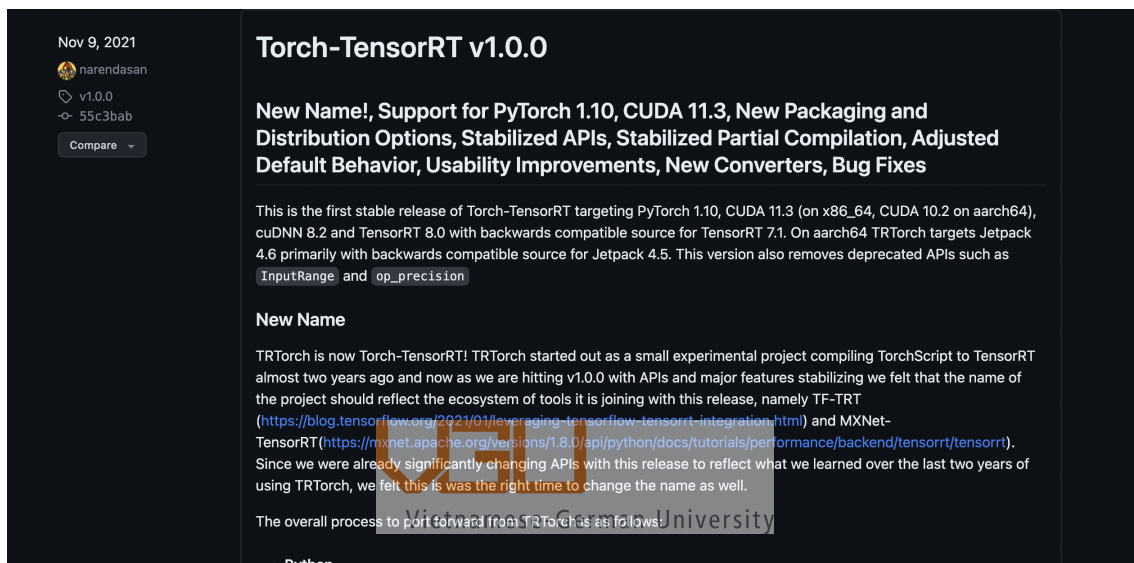 Nov 9, 2021
narendasan
v1.0.0
55c3bab
Compare
Torch-TensorRT v1.0.0
New Name!, Support for PyTorch 1.10, CUDA 11.3, New Packaging and
Distribution Options, Stabilized APIs, Stabilized Partial Compilation, Adjusted
Default Behavior, Usability Improvements, New Converters, Bug Fixes
This is the first stable release of Torch-TensorRT targeting PyTorch 1.10, CUDA 11.3 (on x86_64, CUDA 10.2 on aarch64),
cuDNN 8.2 and TensorRT 8.0 with backwards compatible source for TensorRT 7.1. On aarch64 TRTorch targets Jetpack
4.6 primarily with backwards compatible source for Jetpack 4.5. This version also removes deprecated APIs such as
InputRange and op_precision
New Name
TRTorch is now Torch-TensorRT! TRTorch started out as a small experimental project compiling TorchScript to TensorRT
almost two years ago and now as we are hitting v1.0.0 with APIs and major features stabilizing we felt that the name of
the project should reflect the ecosystem of tools it is joining with this release, namely TF-TRT
(https://blog.tensorflow.org/2021/01/leveraging-tensorflow-tensorrt-integration.html) and MXNet-
TensorRT(https://mxnet.apache.org/versions/1.8.0/api/python/docs/tutorials/performance/backend/tensorrt/tensorrt).
Since we were already significantly changing APIs with this release to reflect what we learned over the last two years of
using TRTorch, we felt this is was the right time to change the name as well.
The overall process to port forward from TRTorch is as follows:
VGU
Vietnamese-German University
Python